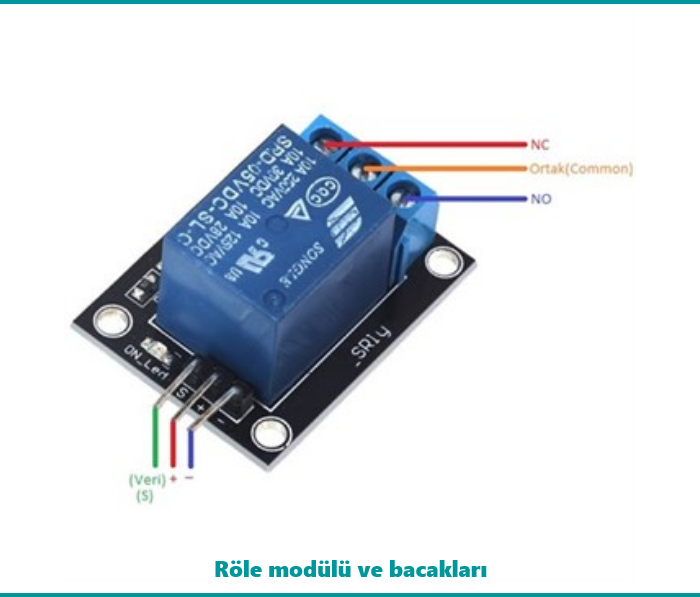 NC
Ortak(Common)
NO
SONGLE
10A 250VAC 10A 125VAC
10A 30VDC 10A 28VDC
SRD-05VDC-SL-C
CQC
_SRly
ON_Led
S
+
-
(Veri) + -
(S)
Röle modülü ve bacakları